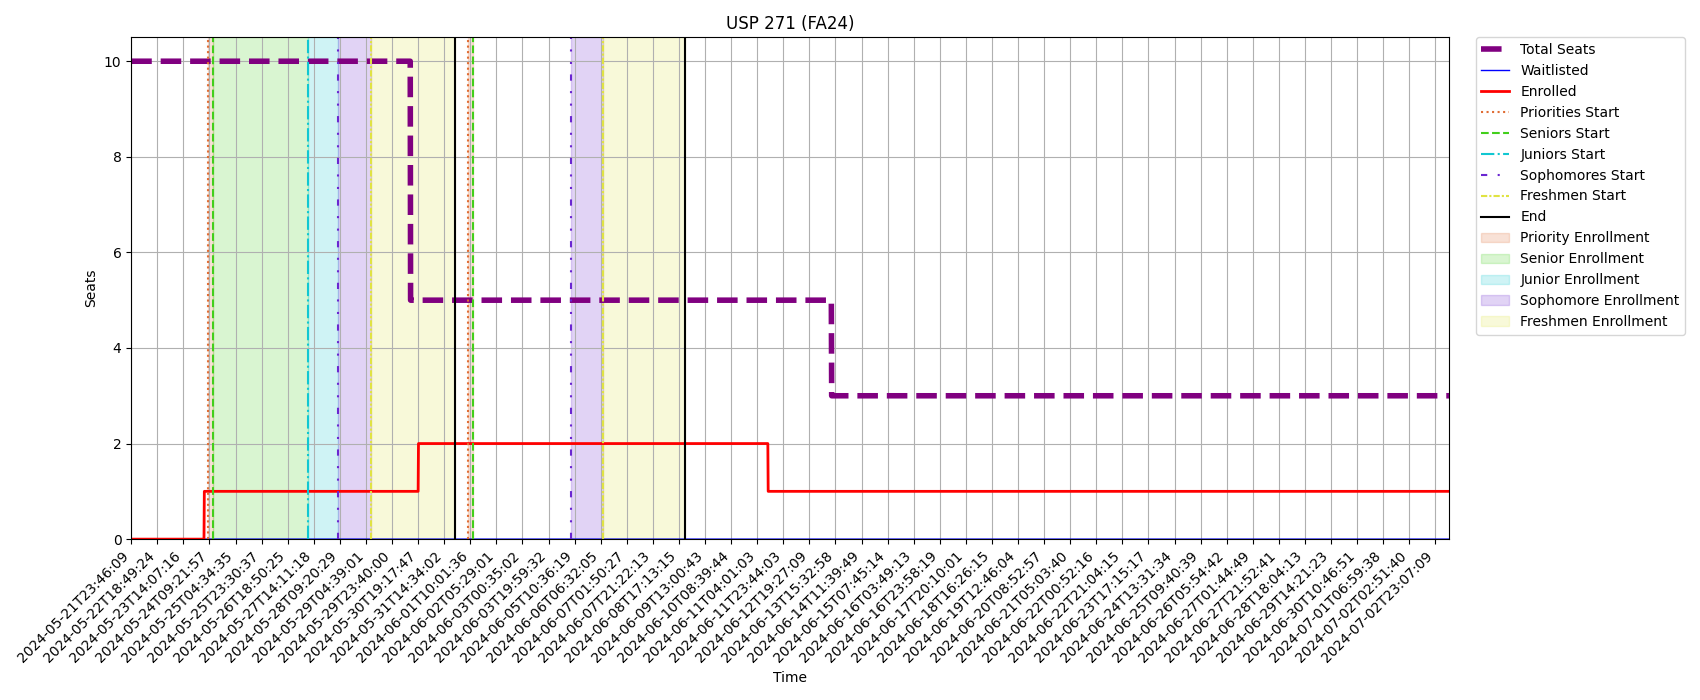 USP 271 (FA24)
Seats
10
8
6
4
2
0
2024-05-21T23:46:09
2024-05-22T18:49:24
2024-05-23T14:07:16
2024-05-24T09:21:57
2024-05-25T04:34:35
2024-05-25T23:30:37
2024-05-26T18:50:25
2024-05-27T14:11:18
2024-05-28T09:20:29
2024-05-29T04:39:01
2024-05-29T23:40:00
2024-05-30T19:17:47
2024-05-31T14:34:02
2024-06-01T10:01:36
2024-06-02T05:29:01
2024-06-03T00:35:02
2024-06-03T19:59:32
2024-06-05T10:36:19
2024-06-06T06:32:05
2024-06-07T01:50:27
2024-06-07T21:22:13
2024-06-08T17:13:15
2024-06-09T13:00:43
2024-06-10T08:39:44
2024-06-11T04:01:03
2024-06-11T23:44:03
2024-06-12T19:27:09
2024-06-13T15:32:58
2024-06-14T11:39:49
2024-06-15T07:45:14
2024-06-16T03:49:13
2024-06-16T23:58:19
2024-06-17T20:10:01
2024-06-18T16:26:15
2024-06-19T12:46:04
2024-06-20T08:52:57
2024-06-21T05:03:40
2024-06-22T00:52:16
2024-06-22T21:04:15
2024-06-23T17:15:17
2024-06-24T13:31:34
2024-06-25T09:40:39
2024-06-26T05:54:42
2024-06-27T01:44:49
2024-06-27T21:52:41
2024-06-28T18:04:13
2024-06-29T14:21:23
2024-06-30T10:46:51
2024-07-01T06:59:38
2024-07-02T02:51:40
2024-07-02T23:07:09
Time
Total Seats
Waitlisted
Enrolled
Priorities Start
Seniors Start
Juniors Start
Sophomores Start
Freshmen Start
End
Priority Enrollment
Senior Enrollment
Junior Enrollment
Sophomore Enrollment
Freshmen Enrollment